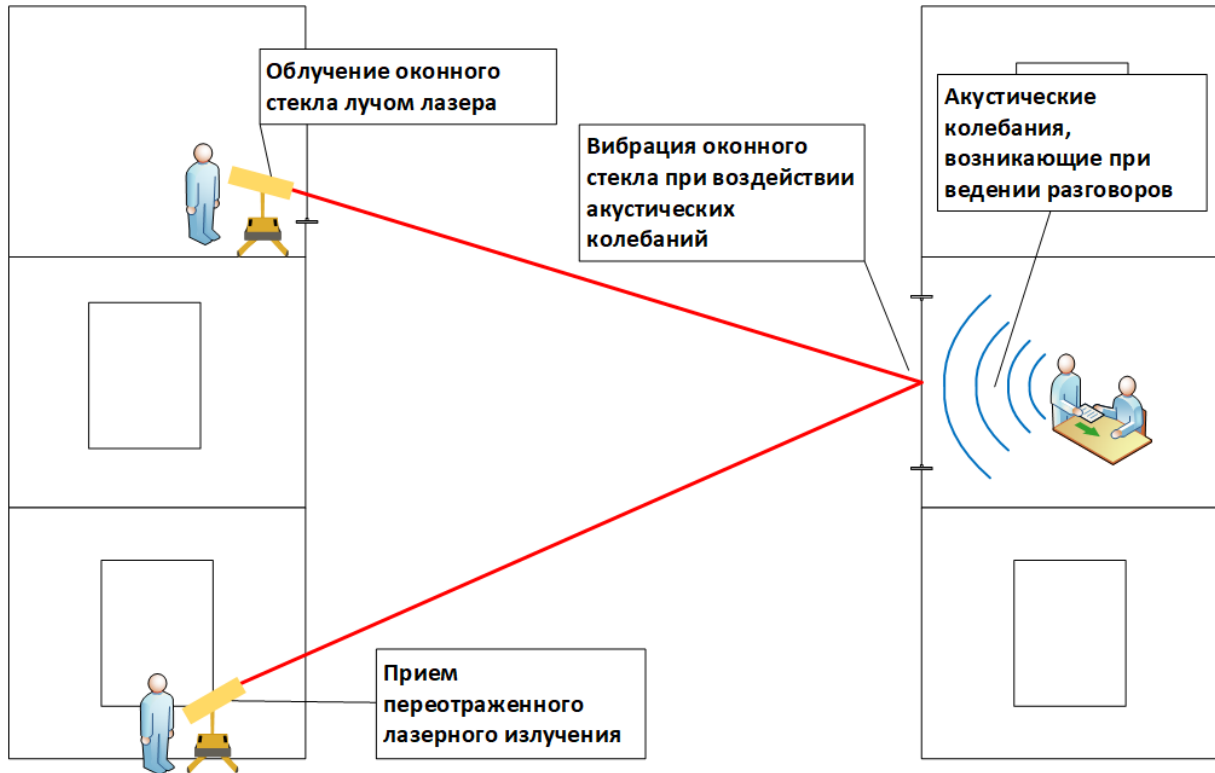 Облучение оконного
стекла лучом лазера
Вибрация оконного
стекла при воздействии
акустических
колебаний
Акустические
колебания,
возникающие при
ведении разговоров
Прием
переотраженного
лазерного излучения